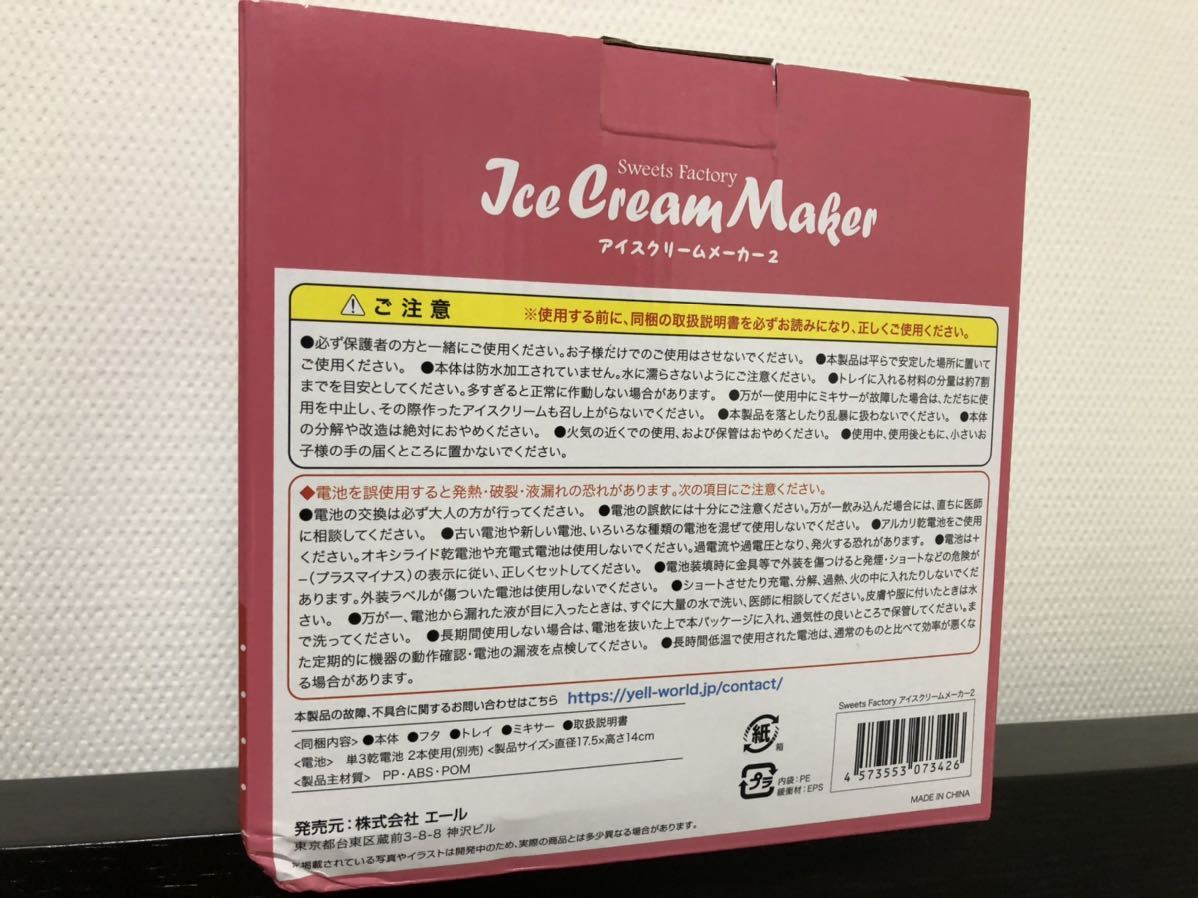 Sweets Factory
Ice Cream Maker
アイスクリームメーカー2
ご注意 ※使用する前に、同梱の取扱説明書を必ずお読みになり、正しくご使用ください。
●必ず保護者の方と一緒にご使用ください。お子様だけでのご使用はさせないでください。 ●本製品は平らで安定した場所に置いて
ご使用ください。 ●本体は防水加工されていません。水に濡らさないようにご注意ください。 ●トレイに入れる材料の分量は約7割
までを目安としてください。多すぎると正常に作動しない場合があります。 ●万が一使用中にミキサーが故障した場合は、ただちに使
用を中止し、その際作ったアイスクリームも召し上がらないでください。 ●本製品を落としたり乱暴に扱わないでください。 ●本体
の分解や改造は絶対におやめください。 ●火気の近くでの使用、および保管はおやめください。 ●使用中、使用後ともに、小さいお
子様の手の届くところに置かないでください。
◆電池を誤使用すると発熱・破裂・液漏れの恐れがあります。次の項目にご注意ください。
●電池の交換は必ず大人の方が行ってください。 ●電池の誤飲には十分にご注意ください。万が一飲み込んだ場合には、直ちに医師
に相談してください。 ●古い電池や新しい電池、いろいろな種類の電池を混ぜて使用しないでください。 ●アルカリ乾電池をご使用
ください。オキシライド乾電池や充電式電池は使用しないでください。過電流や過電圧となり、発火する恐れがあります。 ●電池は+
−(プラスマイナス)の表示に従い、正しくセットしてください。 ●電池装填時に金具等で外装を傷つけると発煙・ショートなどの危険が
あります。外装ラベルが傷ついた電池は使用しないでください。 ●ショートさせたり充電、分解、過熱、火の中に入れたりしないでくだ
さい。 ●万が一、電池から漏れた液が目に入ったときは、すぐに大量の水で洗い、医師に相談してください。皮膚や服に付いたときは水
で洗ってください。 ●長期間使用しない場合は、電池を抜いた上で本パッケージに入れ、通気性の良いところで保管してください。ま
た定期的に機器の動作確認・電池の漏液を点検してください。 ●長時間低温で使用された電池は、通常のものと比べて効率が悪くな
る場合があります。
本製品の故障、不具合に関するお問い合わせはこちら https://yell-world.jp/contact/
<同梱内容> ●本体 ●フタ ●トレイ ●ミキサー ●取扱説明書
<電池> 単3乾電池 2本使用(別売) <製品サイズ>直径17.5×高さ14cm
<製品主材質> PP・ABS・POM
発売元:株式会社 エール
東京都台東区蔵前3-8-8 神沢ビル
※掲載されている写真やイラストは開発中のため、実際の商品とは多少異なる場合があります。
紙 箱
プラ 内袋:PE
緩衝材:EPS
Sweets Factory アイスクリームメーカー2
4 573553 073426
MADE IN CHINA